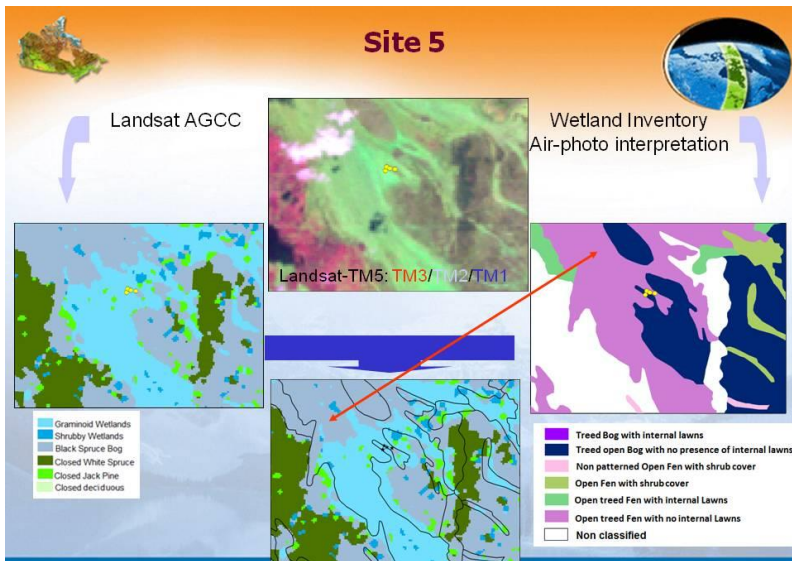 Site 5
Landsat AGCC
Wetland Inventory
Air-photo interpretation
Landsat-TM5: TM3/TM2/TM1
Graminoid Wetlands
Shrubby Wetlands
Black Spruce Bog
Closed White Spruce
Closed Jack Pine
Closed deciduous
Treed Bog with internal lawns
Treed open Bog with no presence of internal lawns
Non patterned Open Fen with shrub cover
Open Fen with shrub cover
Open treed Fen with internal Lawns
Open treed Fen with no internal Lawns
Non classified